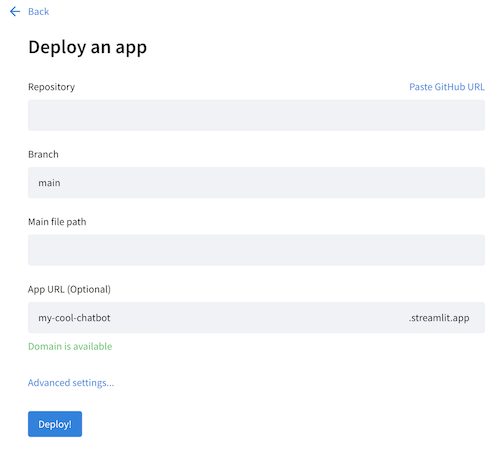 Back
Deploy an app
Repository Paste GitHub URL
Branch
main
Main file path
App URL (Optional)
my-cool-chatbot .streamlit.app
Domain is available
Advanced settings...
Deploy!